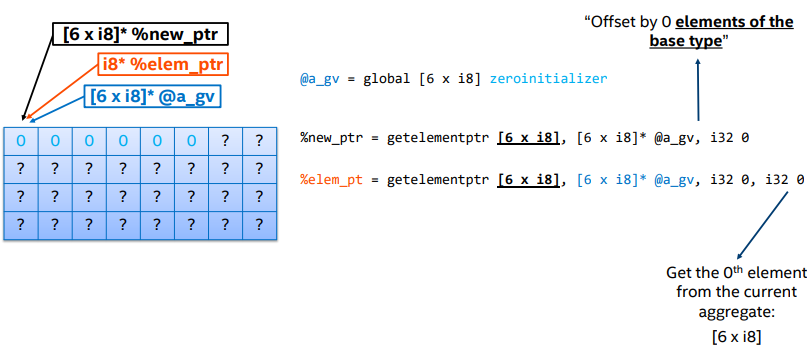 [6 x i8]* %new_ptr
i8* %elem_ptr
[6 x i8]* @a_gv
0 0 0 0 0 0 ? ?
? ? ? ? ? ? ? ?
? ? ? ? ? ? ? ?
? ? ? ? ? ? ? ?
“Offset by 0 elements of the
base type”
@a_gv = global [6 x i8] zeroinitializer
%new_ptr = getelementptr [6 x i8], [6 x i8]* @a_gv, i32 0
%elem_pt = getelementptr [6 x i8], [6 x i8]* @a_gv, i32 0, i32 0
Get the 0th element
from the current
aggregate:
[6 x i8]